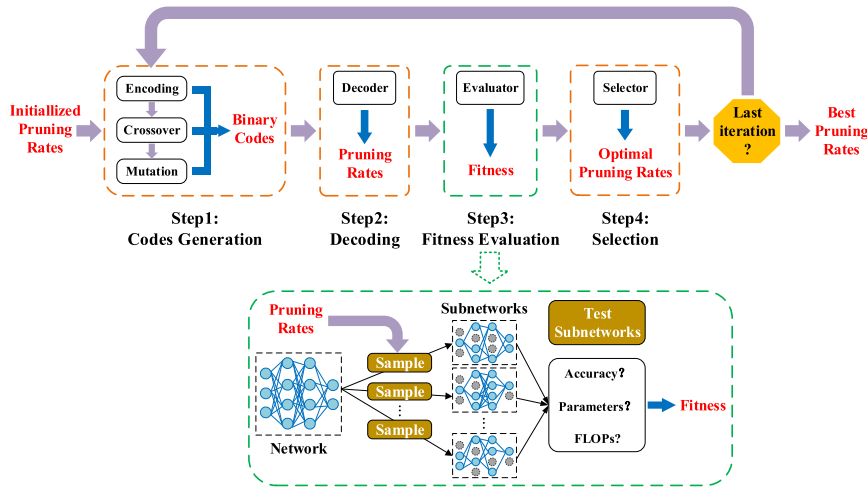 Initiallized
Pruning
Rates
Encoding
Crossover
Mutation
Binary
Codes
Step1:
Codes Generation
Decoder
Pruning
Rates
Step2:
Decoding
Evaluator
Fitness
Step3:
Fitness Evaluation
Selector
Optimal
Pruning Rates
Step4:
Selection
Last
iteration
?
Best
Pruning
Rates
Pruning
Rates
Network
Sample
Sample
...
Sample
Subnetworks
...
Test
Subnetworks
Accuracy?
Parameters?
FLOPs?
Fitness